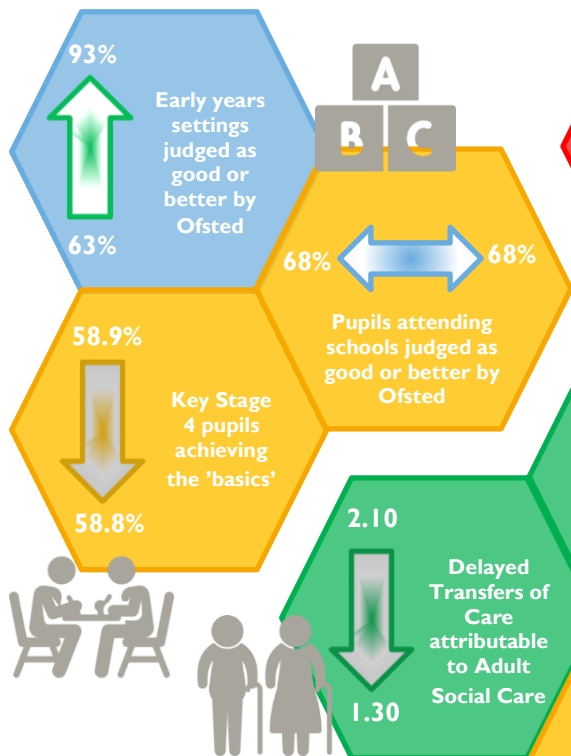 93%
Early years
settings
judged as
good or
better by
Ofsted
63%
A
B C
68%
68%
Pupils attending
schools judged as
good or better by
Ofsted
58.9%
Key Stage
4 pupils
achieving
the ’basics’
58.8%
2.10
Delayed
Transfers of
Care
attributable
to Adult
Social Care
1.30